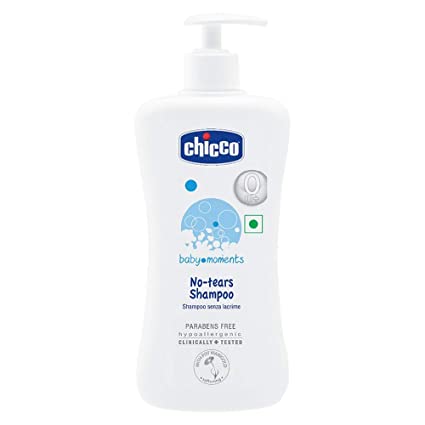 chicco
0
baby moments
No-tears
Shampoo
Shampoo senza lacrime
PARABENS FREE
hypoallergenic
CLINICALLY + TESTED